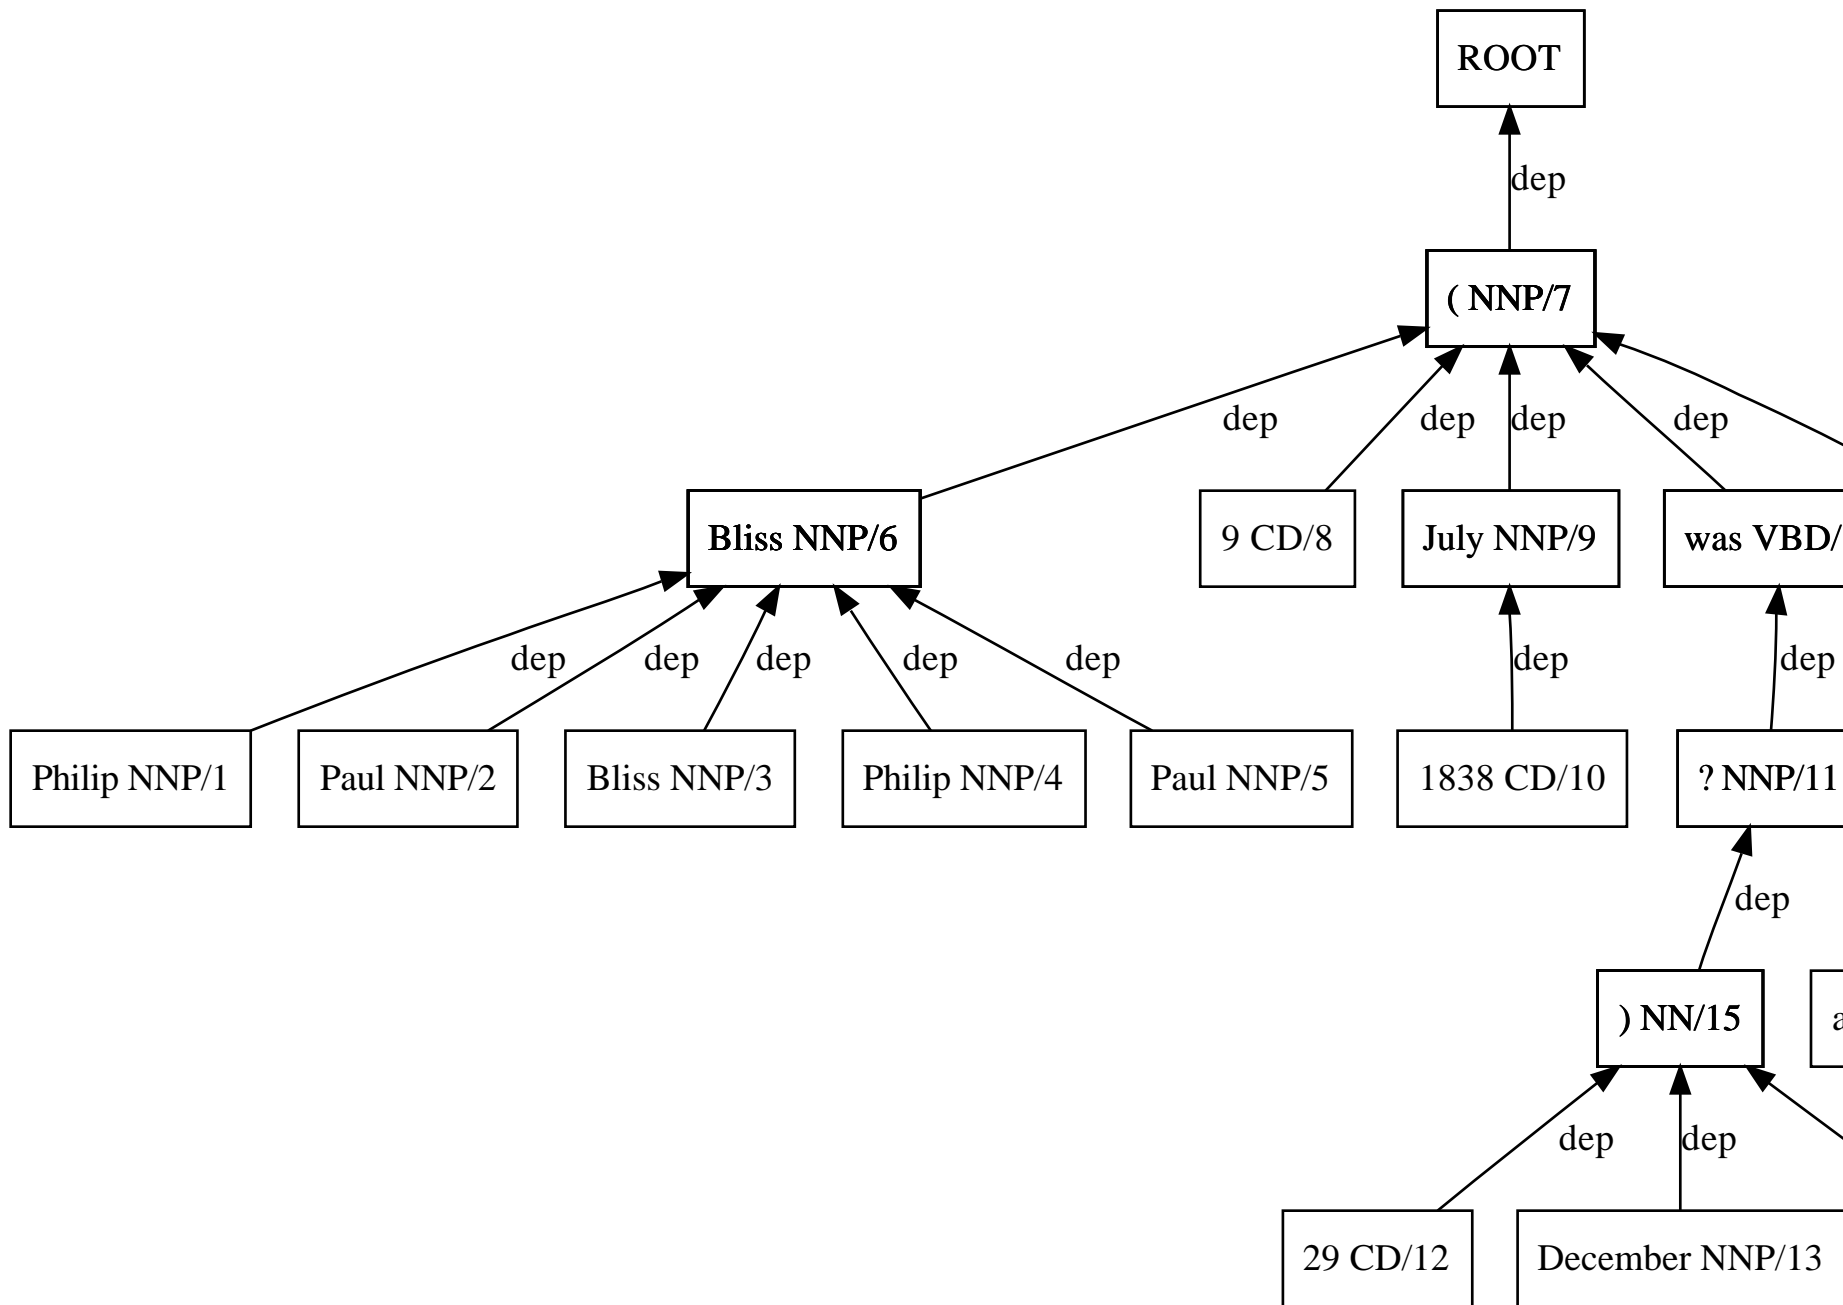 ROOT
dep
( NNP/7
dep dep dep dep
Bliss NNP/6 9 CD/8 July NNP/9 was VBD/
dep dep dep dep dep dep dep
Philip NNP/1 Paul NNP/2 Bliss NNP/3 Philip NNP/4 Paul NNP/5 1838 CD/10 ? NNP/11
dep
) NN/15 a
dep dep
29 CD/12 December NNP/13